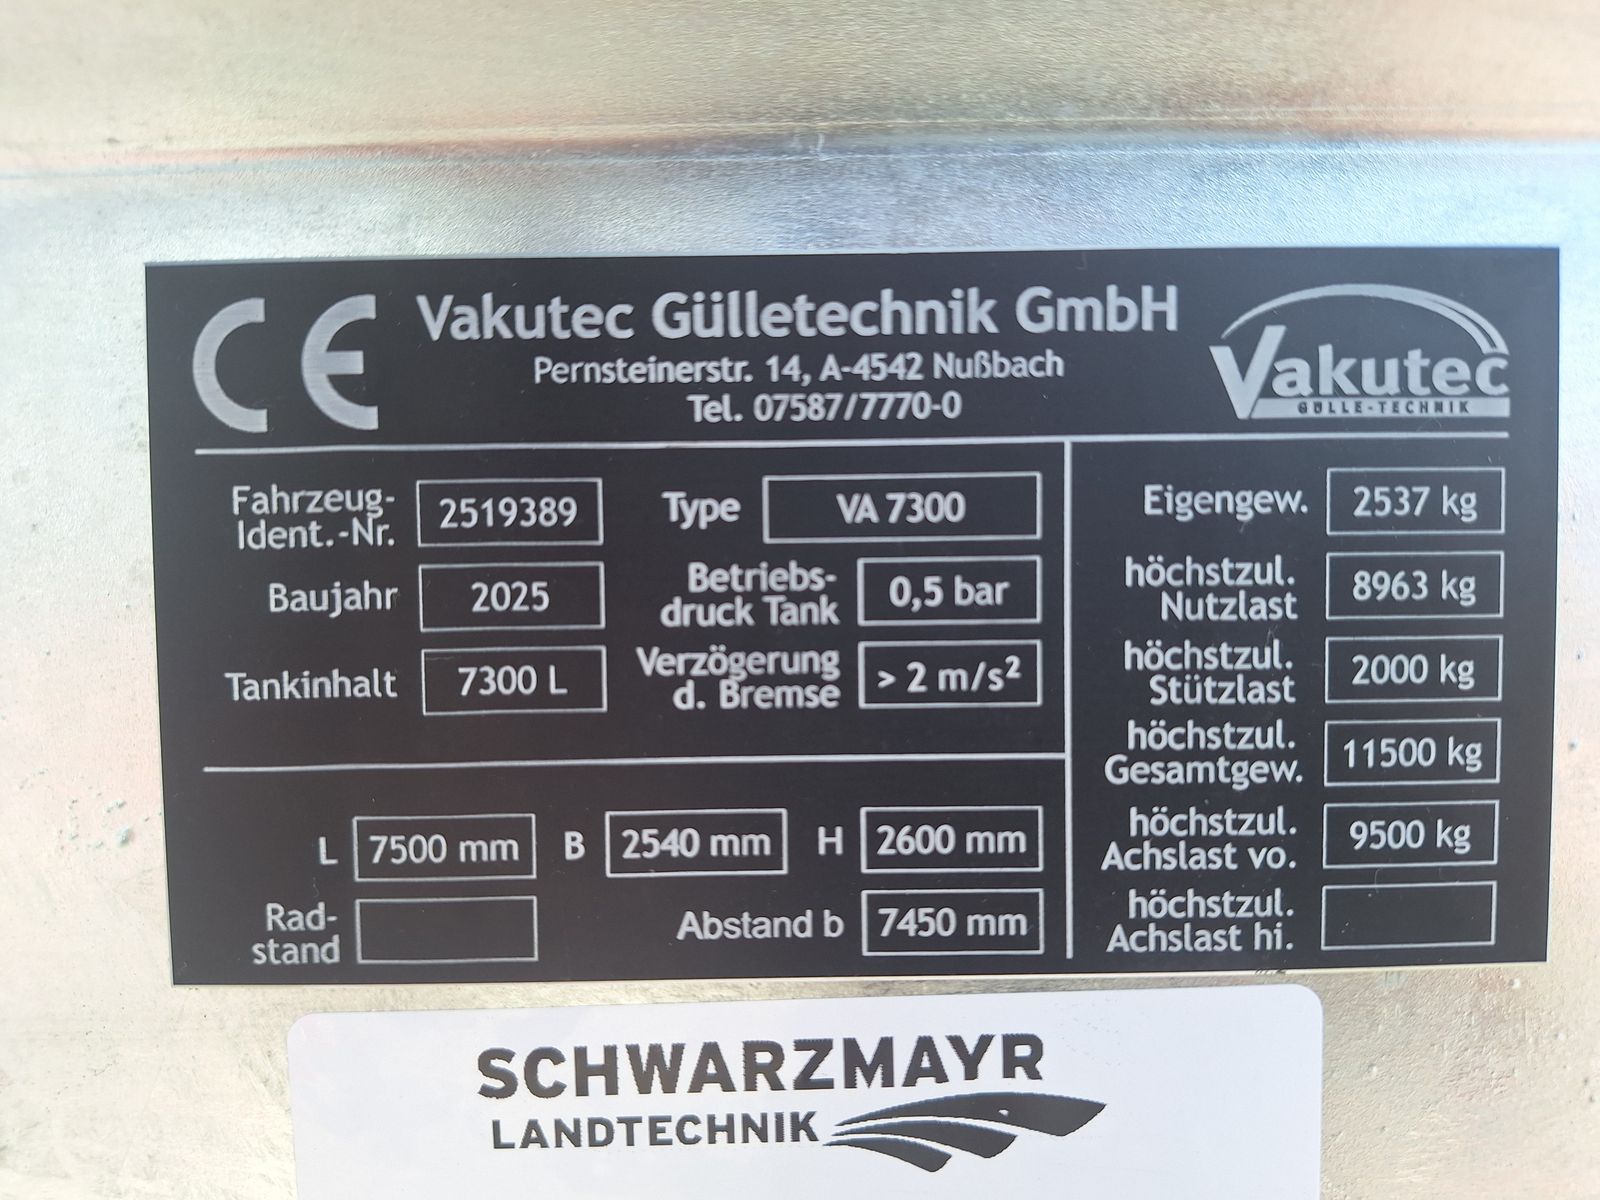 CE
Vakutec Gülletechnik GmbH
Pernsteinerstr. 14, A-4542 Nußbach
Tel. 07587/7770-0
Vakutec
GÜLLE-TECHNIK
Fahrzeug-
Ident.-Nr.
2519389
Type
VA 7300
Baujahr
2025
Betriebs-
druck Tank
0,5 bar
Tankinhalt
7300 L
Verzögerung
d. Bremse
> 2 m/s²
L
7500 mm
B
2540 mm
H
2600 mm
Rad-
stand
Abstand b
7450 mm
Eigengew.
2537 kg
höchstzul.
Nutzlast
8963 kg
höchstzul.
Stützlast
2000 kg
höchstzul.
Gesamtgew.
11500 kg
höchstzul.
Achslast vo.
9500 kg
höchstzul.
Achslast hi.
SCHWARZMAYR
LANDTECHNIK